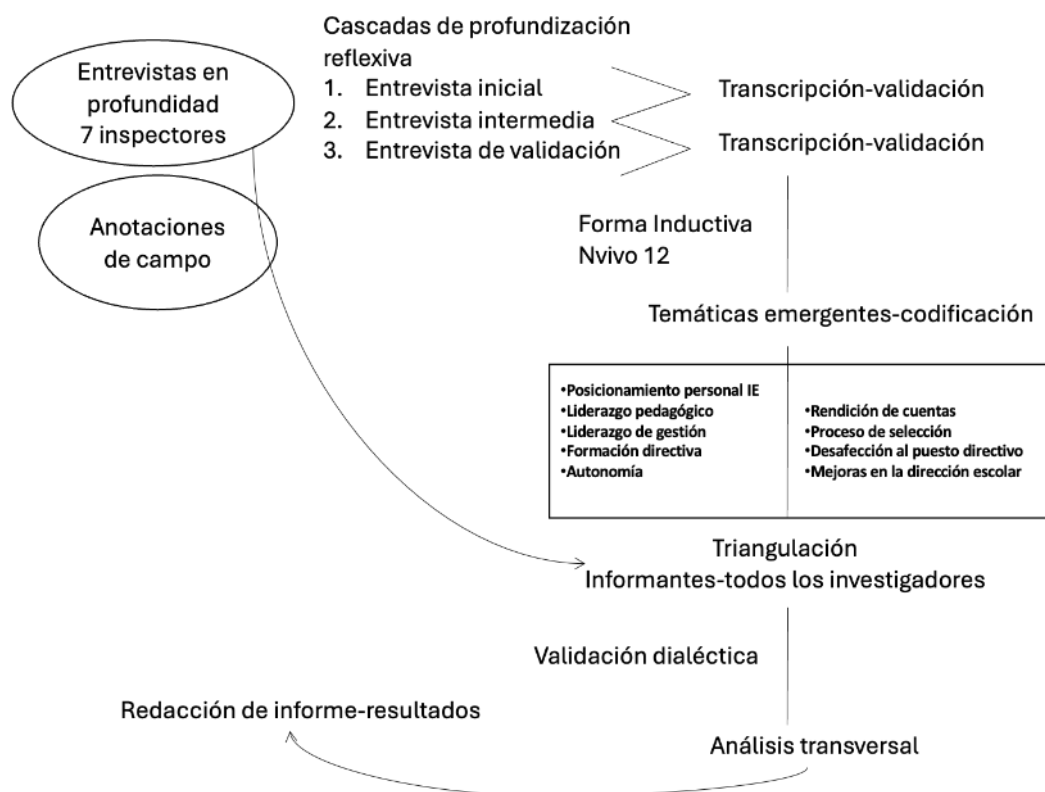 Entrevistas en
profundidad
7 inspectores
Anotaciones
de campo
Cascadas de profundización
reflexiva
1. Entrevista inicial
2. Entrevista intermedia
3. Entrevista de validación
Transcripción-validación
Transcripción-validación
Forma Inductiva
Nvivo 12
Temáticas emergentes-codificación
•Posicionamiento personal IE
•Liderazgo pedagógico
•Liderazgo de gestión
•Formación directiva
•Autonomía
•Rendición de cuentas
•Proceso de selección
•Desafección al puesto directivo
•Mejoras en la dirección escolar
Triangulación
Informantes-todos los investigadores
Validación dialéctica
Análisis transversal
Redacción de informe-resultados